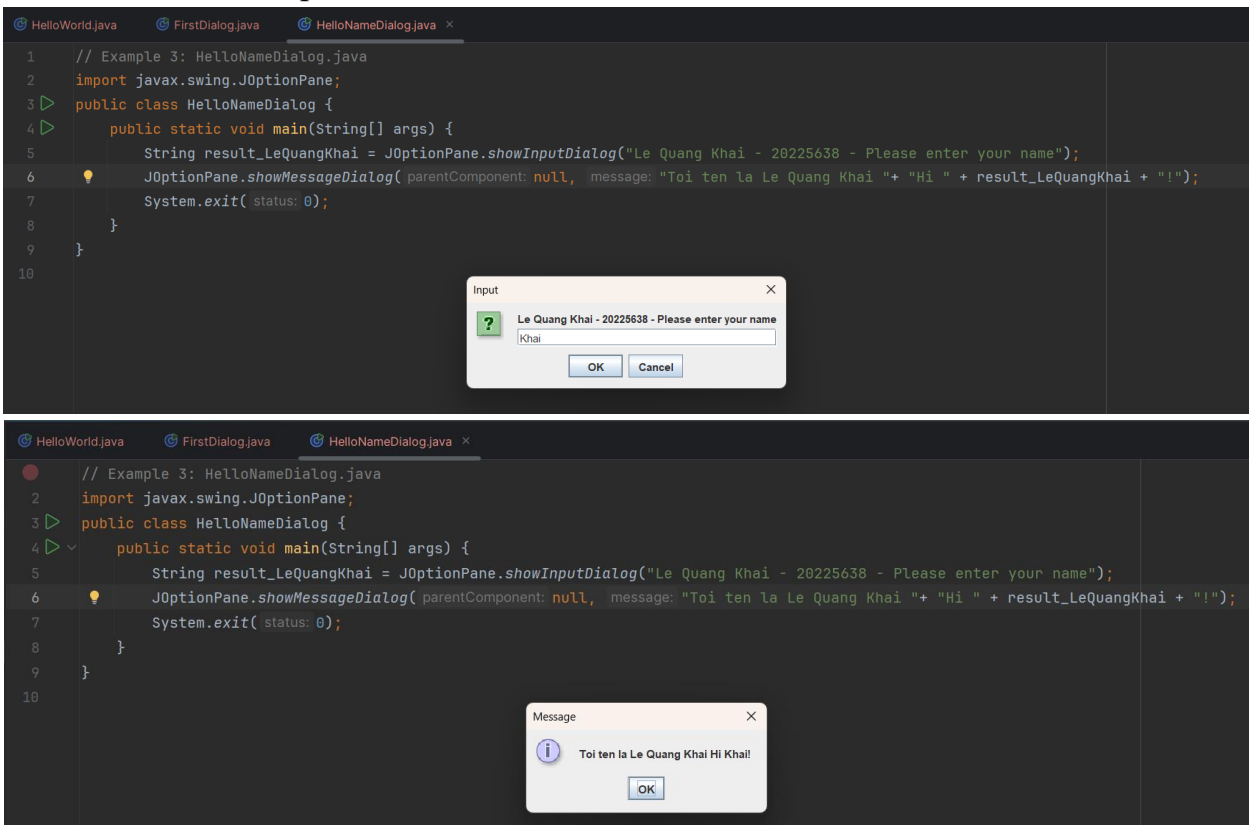 HelloWorld.java FirstDialog.java HelloNameDialog.java ×
1 // Example 3: HelloNameDialog.java
2 import javax.swing.JOptionPane;
3 public class HelloNameDialog {
4 public static void main(String[] args) {
5 String result_LeQuangKhai = JOptionPane.showInputDialog("Le Quang Khai - 20225638 - Please enter your name");
6 JOptionPane.showMessageDialog( parentComponent: null, message: "Toi ten la Le Quang Khai "+ "Hi " + result_LeQuangKhai + "!");
7 System.exit( status: 0);
8 }
9 }
10
Input ×
? Le Quang Khai - 20225638 - Please enter your name
Khai
OK Cancel
HelloWorld.java FirstDialog.java HelloNameDialog.java ×
// Example 3: HelloNameDialog.java
2 import javax.swing.JOptionPane;
3 public class HelloNameDialog {
4 public static void main(String[] args) {
5 String result_LeQuangKhai = JOptionPane.showInputDialog("Le Quang Khai - 20225638 - Please enter your name");
6 JOptionPane.showMessageDialog( parentComponent: null, message: "Toi ten la Le Quang Khai "+ "Hi " + result_LeQuangKhai + "!");
7 System.exit( status: 0);
8 }
9 }
10
Message ×
i Toi ten la Le Quang Khai Hi Khai!
OK